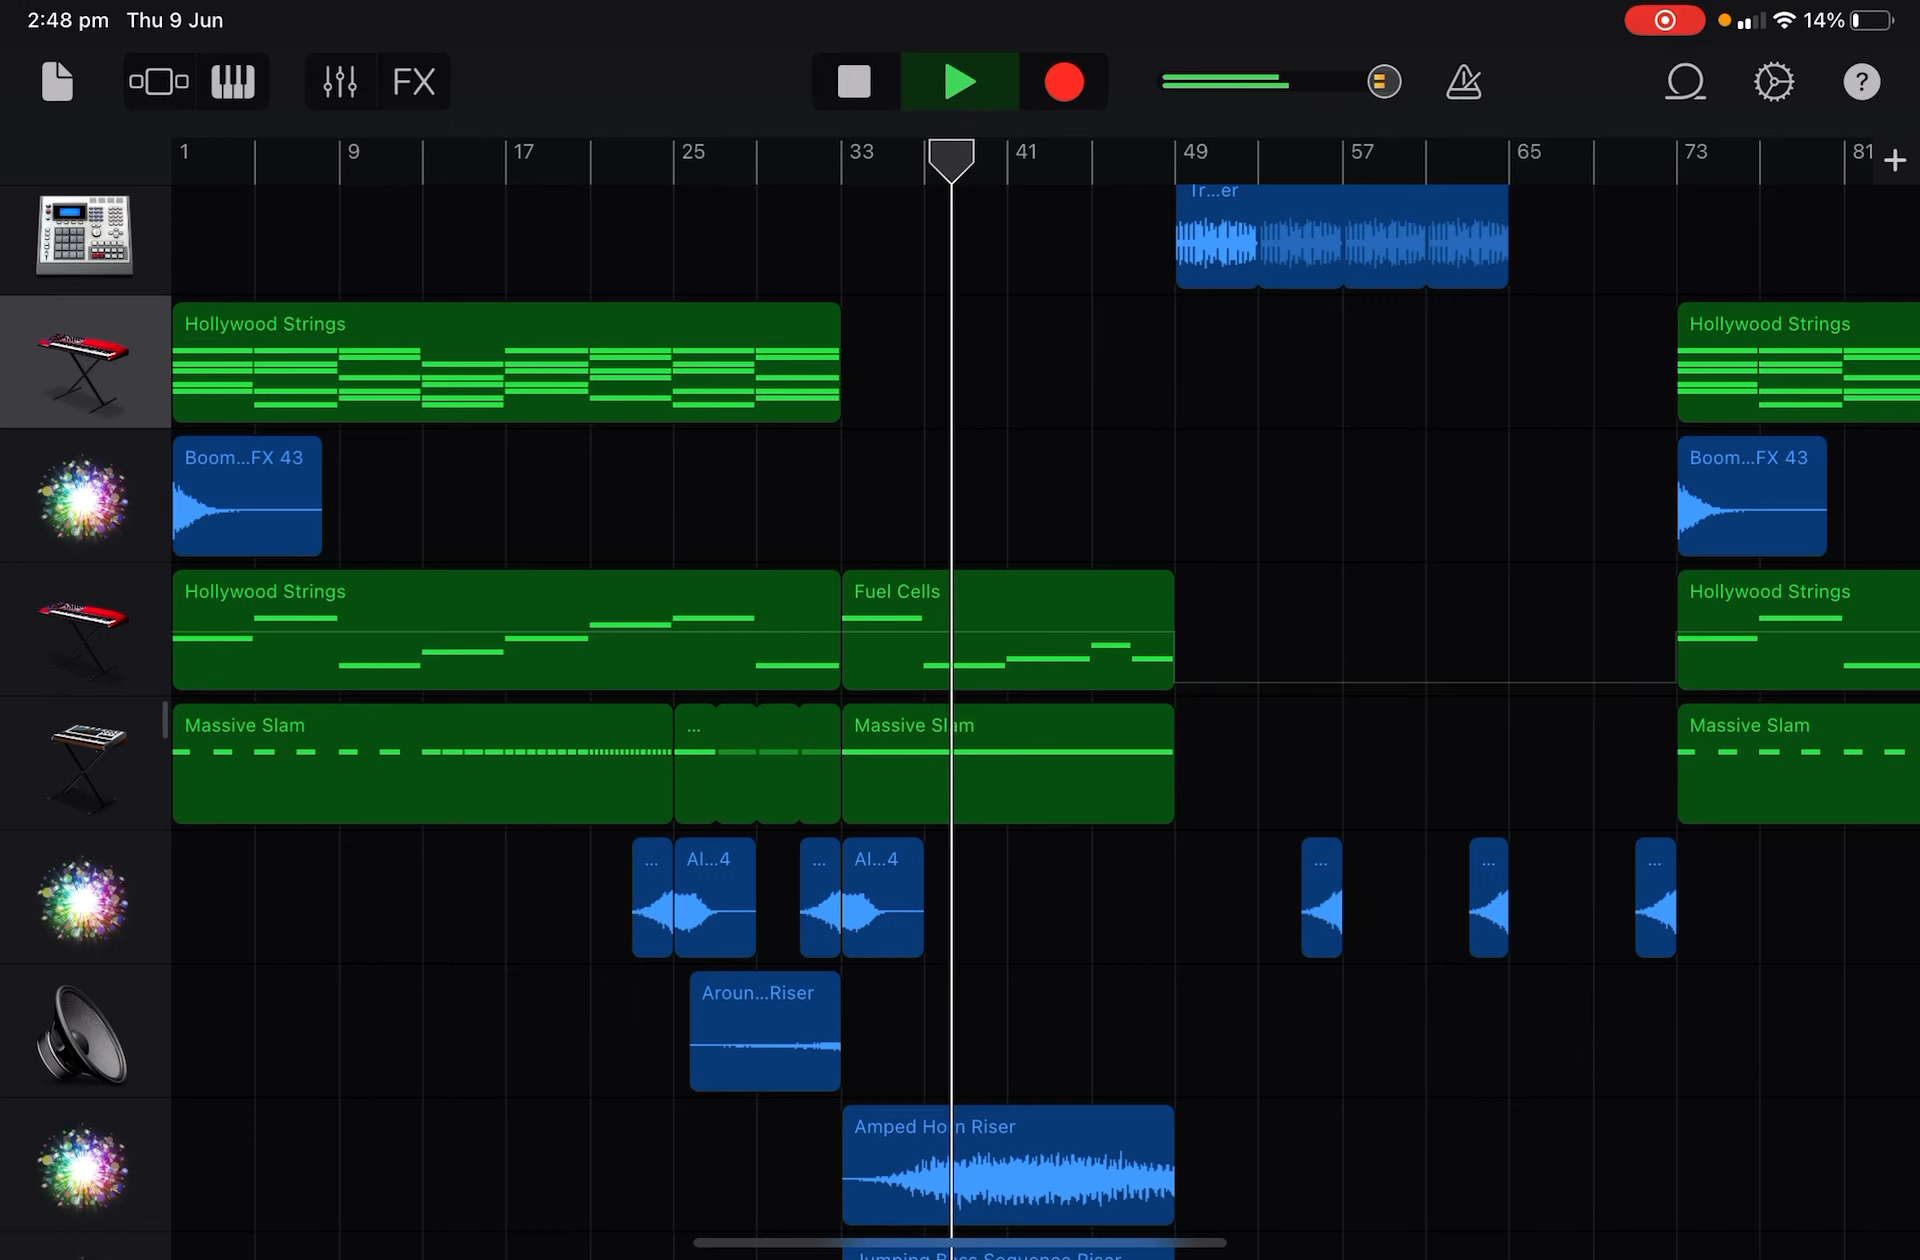 2:48 pm Thu 9 Jun
14%
FX
?
1 9 17 25 33 41 49 57 65 73 81 +
Tr...er
Hollywood Strings
Hollywood Strings
Boom...FX 43
Boom...FX 43
Hollywood Strings
Fuel Cells
Hollywood Strings
Massive Slam
...
Massive Slam
Massive Slam
...
Al...4
...
Al...4
...
...
...
Aroun...Riser
Amped Horn Riser
Jumping Bass Sequence Riser